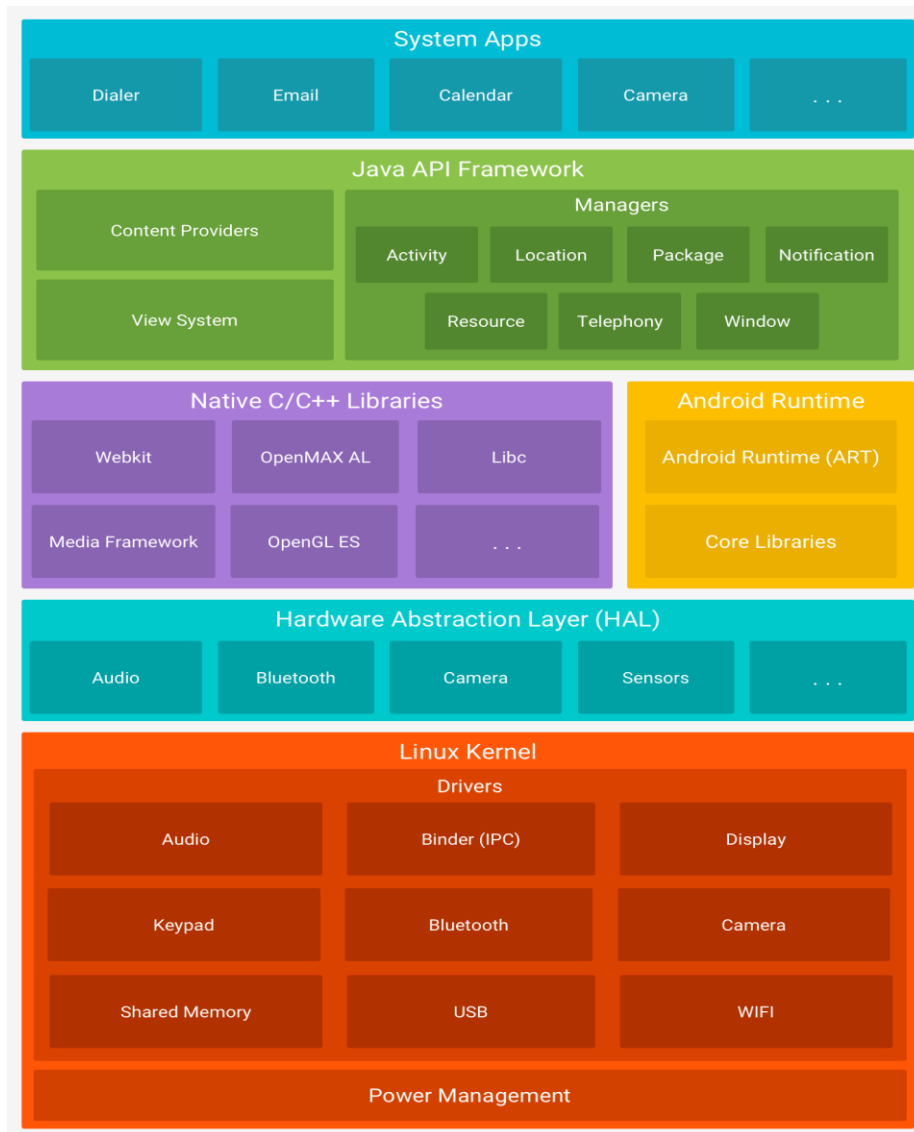 System Apps
Dialer
Email
Calendar
Camera
. . .
Java API Framework
Content Providers
View System
Managers
Activity
Location
Package
Notification
Resource
Telephony
Window
Native C/C++ Libraries
Webkit
OpenMAX AL
Libc
Media Framework
OpenGL ES
. . .
Android Runtime
Android Runtime (ART)
Core Libraries
Hardware Abstraction Layer (HAL)
Audio
Bluetooth
Camera
Sensors
. . .
Linux Kernel
Drivers
Audio
Binder (IPC)
Display
Keypad
Bluetooth
Camera
Shared Memory
USB
WIFI
Power Management